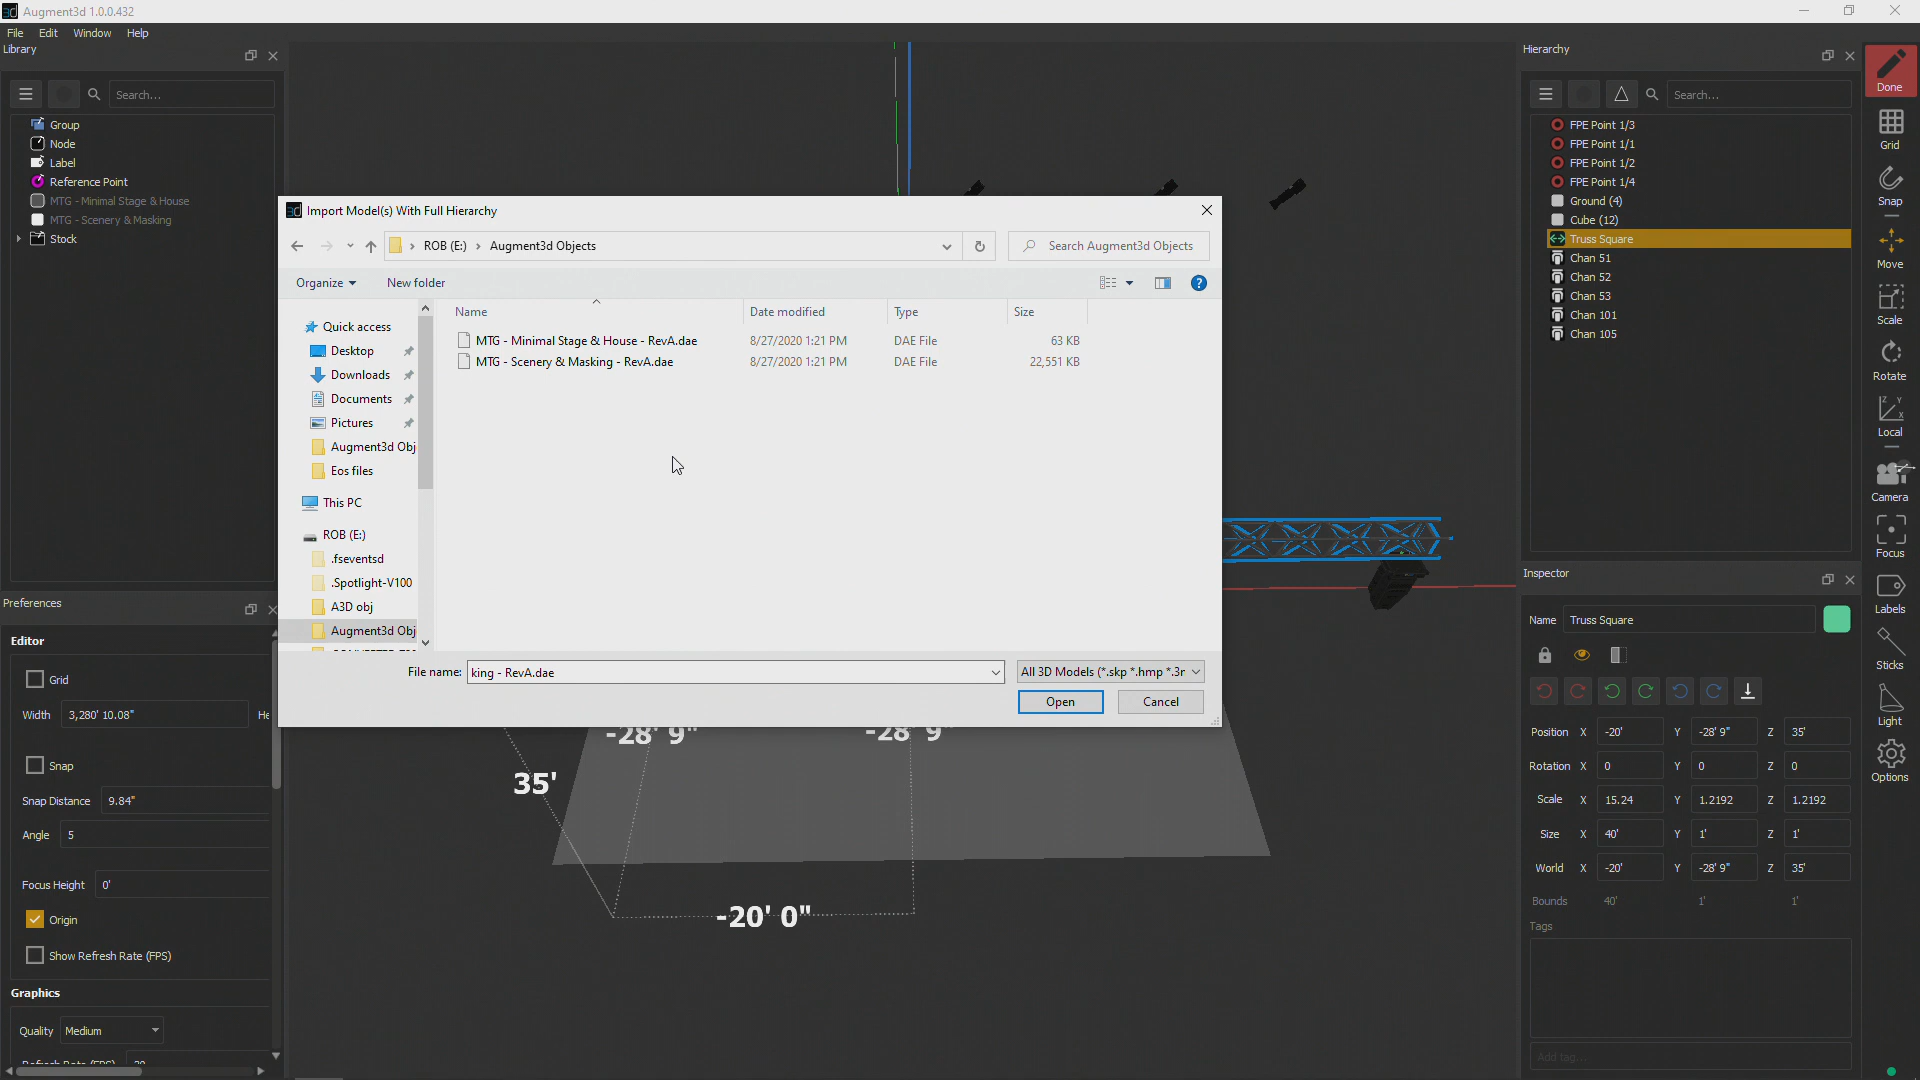 Augment3d 1.0.0.432
File Edit Window Help
Library
Search...
Group
Node
Label
Reference Point
MTG - Minimal Stage & House
MTG - Scenery & Masking
Stock
Preferences
Editor
Grid
Width 3,280' 10.08" He
Snap
Snap Distance 9.84"
Angle 5
Focus Height 0'
Origin
Show Refresh Rate (FPS)
Graphics
Quality Medium
Import Model(s) With Full Hierarchy
ROB (E:) › Augment3d Objects
Search Augment3d Objects
Organize New folder
Quick access
Desktop
Downloads
Documents
Pictures
Augment3d Obj
Eos files
This PC
ROB (E:)
.fseventsd
.Spotlight-V100
A3D obj
Augment3d Obj
Name Date modified Type Size
MTG - Minimal Stage & House - RevA.dae 8/27/2020 1:21 PM DAE File 63 KB
MTG - Scenery & Masking - RevA.dae 8/27/2020 1:21 PM DAE File 22,551 KB
File name: king - RevA.dae All 3D Models (*.skp *.hmp *.3r
Open Cancel
-28' 9" -28' 9"
35'
-20' 0"
Hierarchy
Search...
FPE Point 1/3
FPE Point 1/1
FPE Point 1/2
FPE Point 1/4
Ground (4)
Cube (12)
Truss Square
Chan 51
Chan 52
Chan 53
Chan 101
Chan 105
Inspector
Name Truss Square
Position X -20' Y -28' 9" Z 35'
Rotation X 0 Y 0 Z 0
Scale X 15.24 Y 1.2192 Z 1.2192
Size X 40' Y 1' Z 1'
World X -20' Y -28' 9" Z 35'
Bounds 40' 1' 1'
Tags
Add tag...
Done
Grid
Snap
Move
Scale
Rotate
Z Y X
Local
Camera
Focus
Labels
Sticks
Light
Options